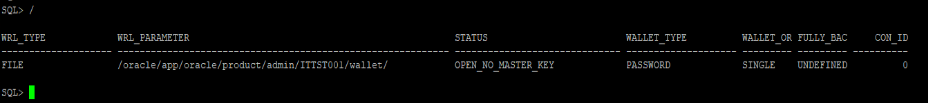 SQL> /
WRL_TYPE WRL_PARAMETER STATUS WALLET_TYPE WALLET_OR FULLY_BAC CON_ID
-------------------- -------------------------------------------------------------------------------- ------------------------------ -------------------- --------- --------- ----------
FILE /oracle/app/oracle/product/admin/ITTST001/wallet/ OPEN_NO_MASTER_KEY PASSWORD SINGLE UNDEFINED 0
SQL>